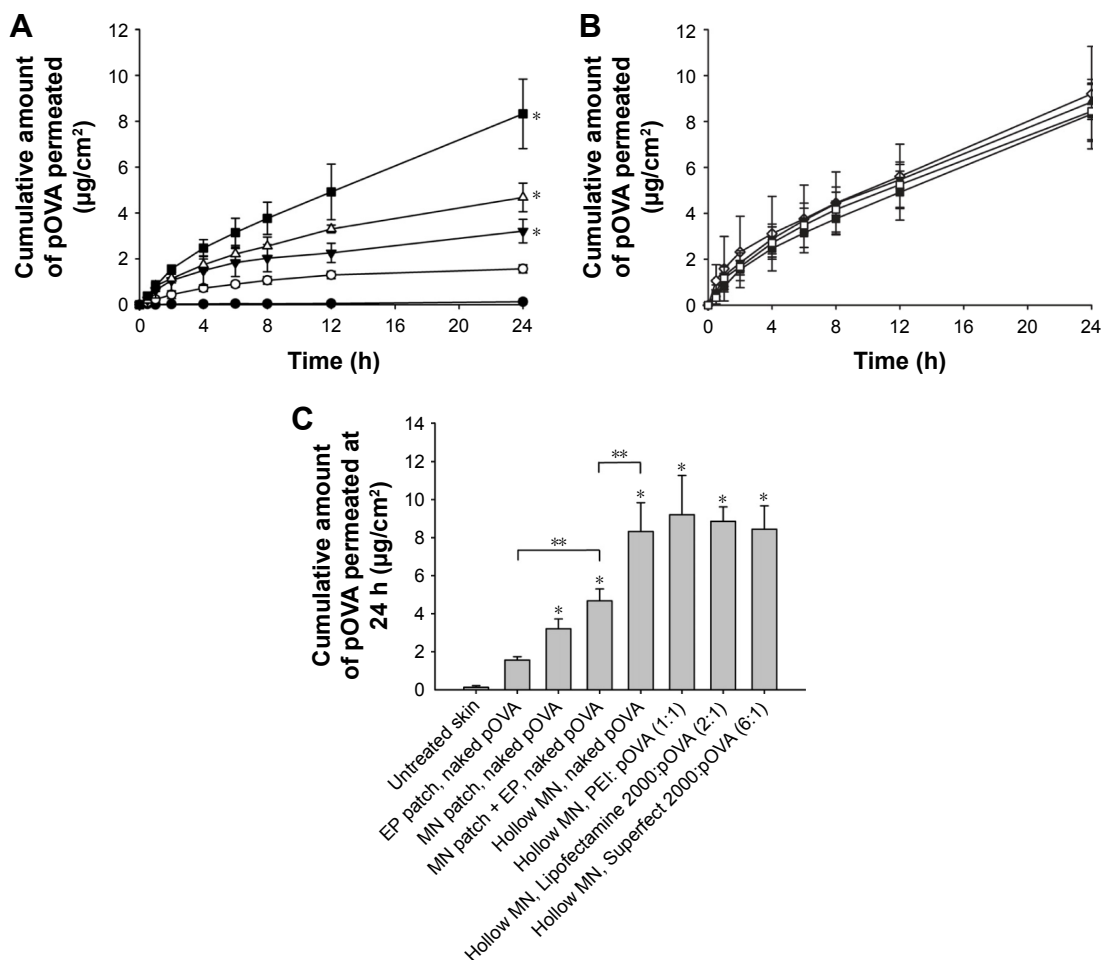 A
Cumulative amount
of pOVA permeated
(µg/cm²)
12
10
8
6
4
2
0
*
*
*
0
4
8
12
16
20
24
Time (h)
B
Cumulative amount
of pOVA permeated
(µg/cm²)
12
10
8
6
4
2
0
0
4
8
12
16
20
24
Time (h)
C
Cumulative amount
of pOVA permeated at
24 h (µg/cm²)
14
12
10
8
6
4
2
0
**
**
*
*
*
*
*
*
Untreated skin
EP patch, naked pOVA
MN patch, naked pOVA
MN patch + EP, naked pOVA
Hollow MN, naked pOVA
Hollow MN, PEI: pOVA (1:1)
Hollow MN, Lipofectamine 2000:pOVA (2:1)
Hollow MN, Superfect 2000:pOVA (6:1)